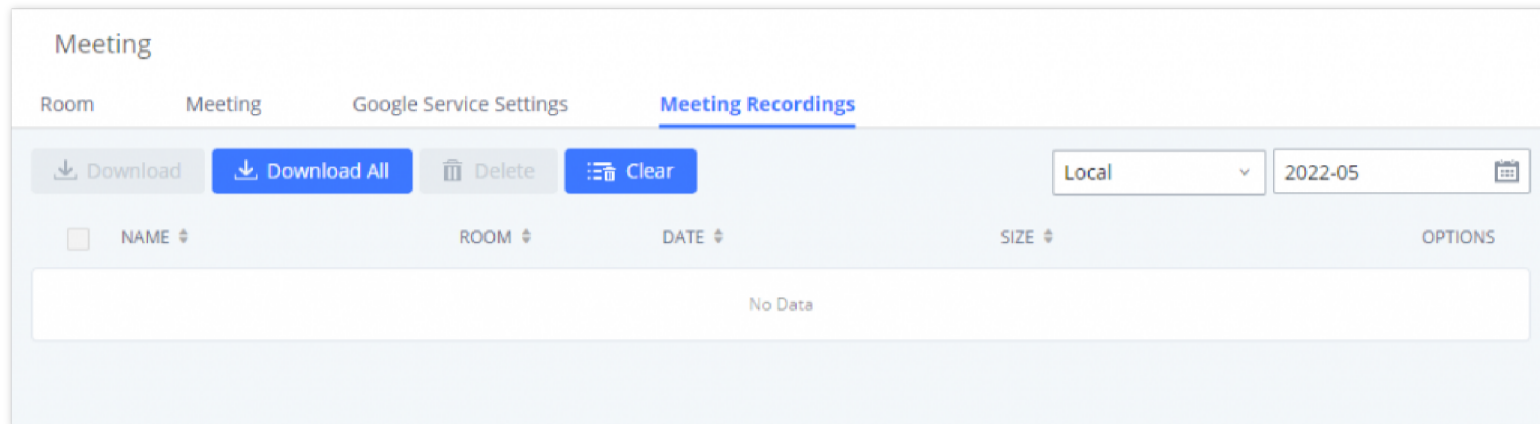 Meeting
Room Meeting Google Service Settings Meeting Recordings
Download Download All Delete Clear Local 2022-05
NAME ROOM DATE SIZE OPTIONS
No Data